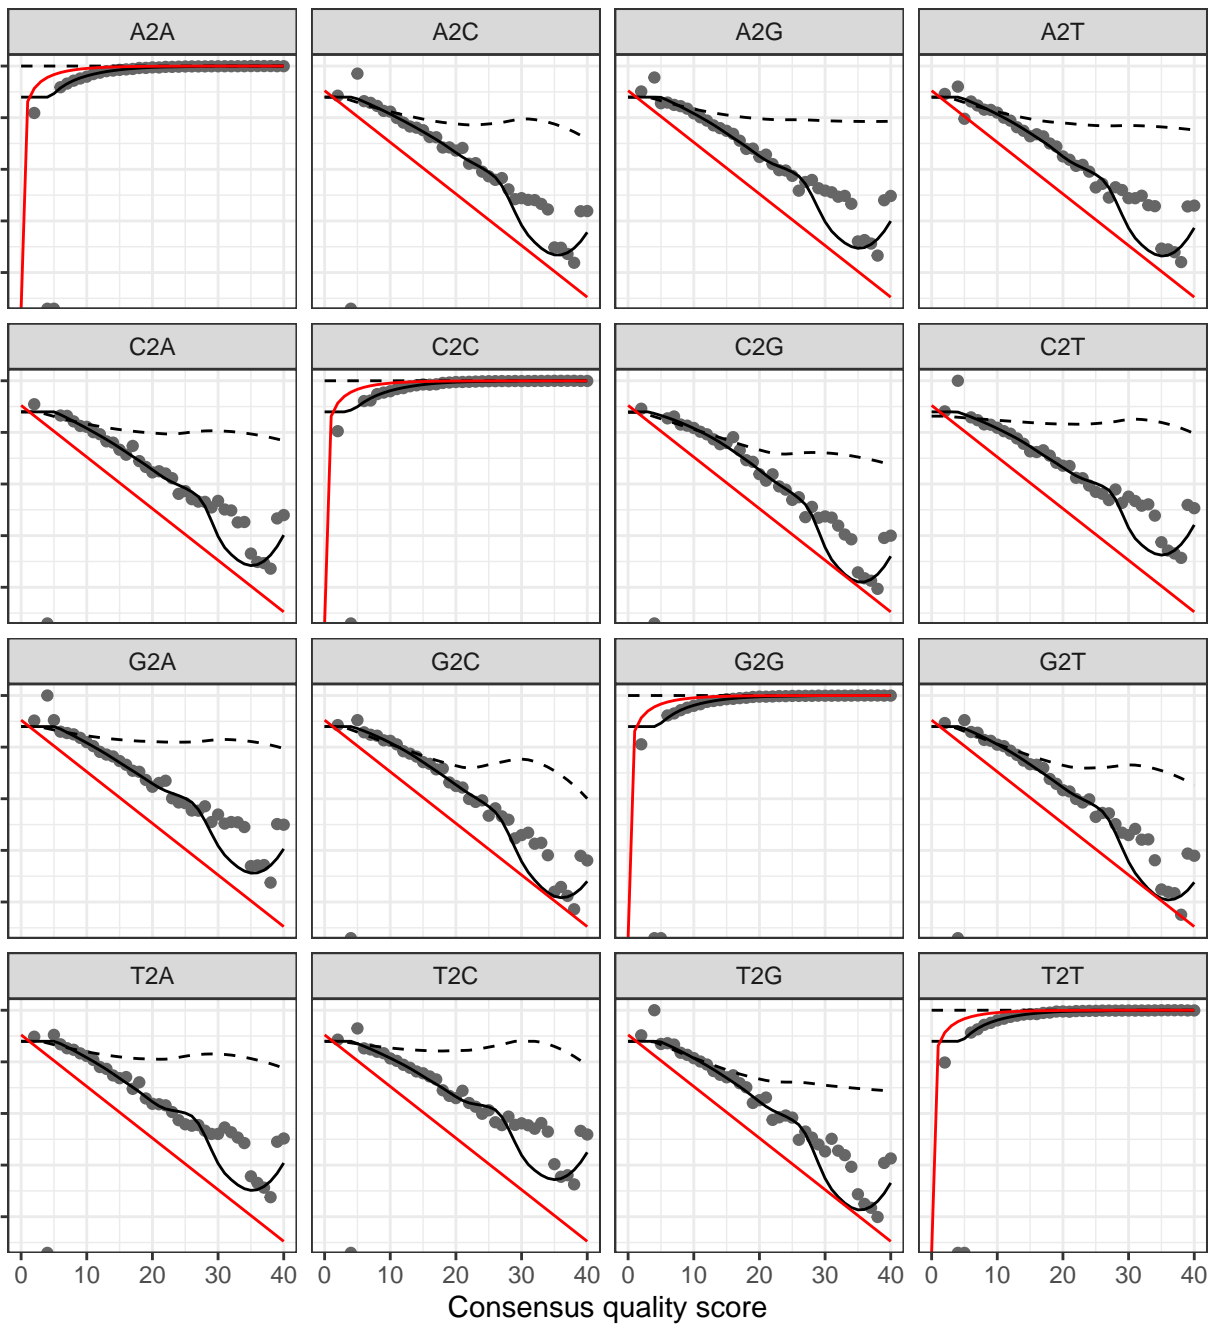 A2A A2C A2G A2T
C2A C2C C2G C2T
G2A G2C G2G G2T
T2A T2C T2G T2T
0 10 20 30 40 0 10 20 30 40 0 10 20 30 40 0 10 20 30 40
Consensus quality score